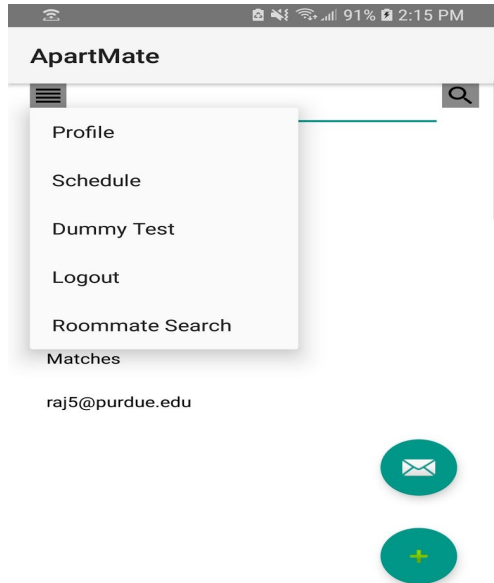 91% 2:15 PM
ApartMate
Profile
Schedule
Dummy Test
Logout
Roommate Search
Matches
raj5@purdue.edu